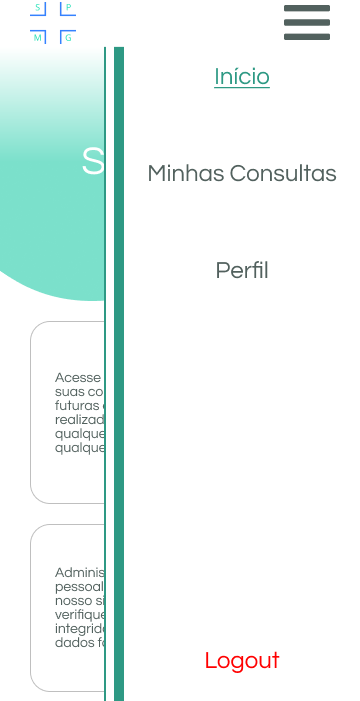 S P
M G
Início
S
Minhas Consultas
Perfil
Acesse
suas co
futuras
realizad
qualque
qualque
Adminis
pessoal
nosso si
verifique
integrid
dados fo
Logout